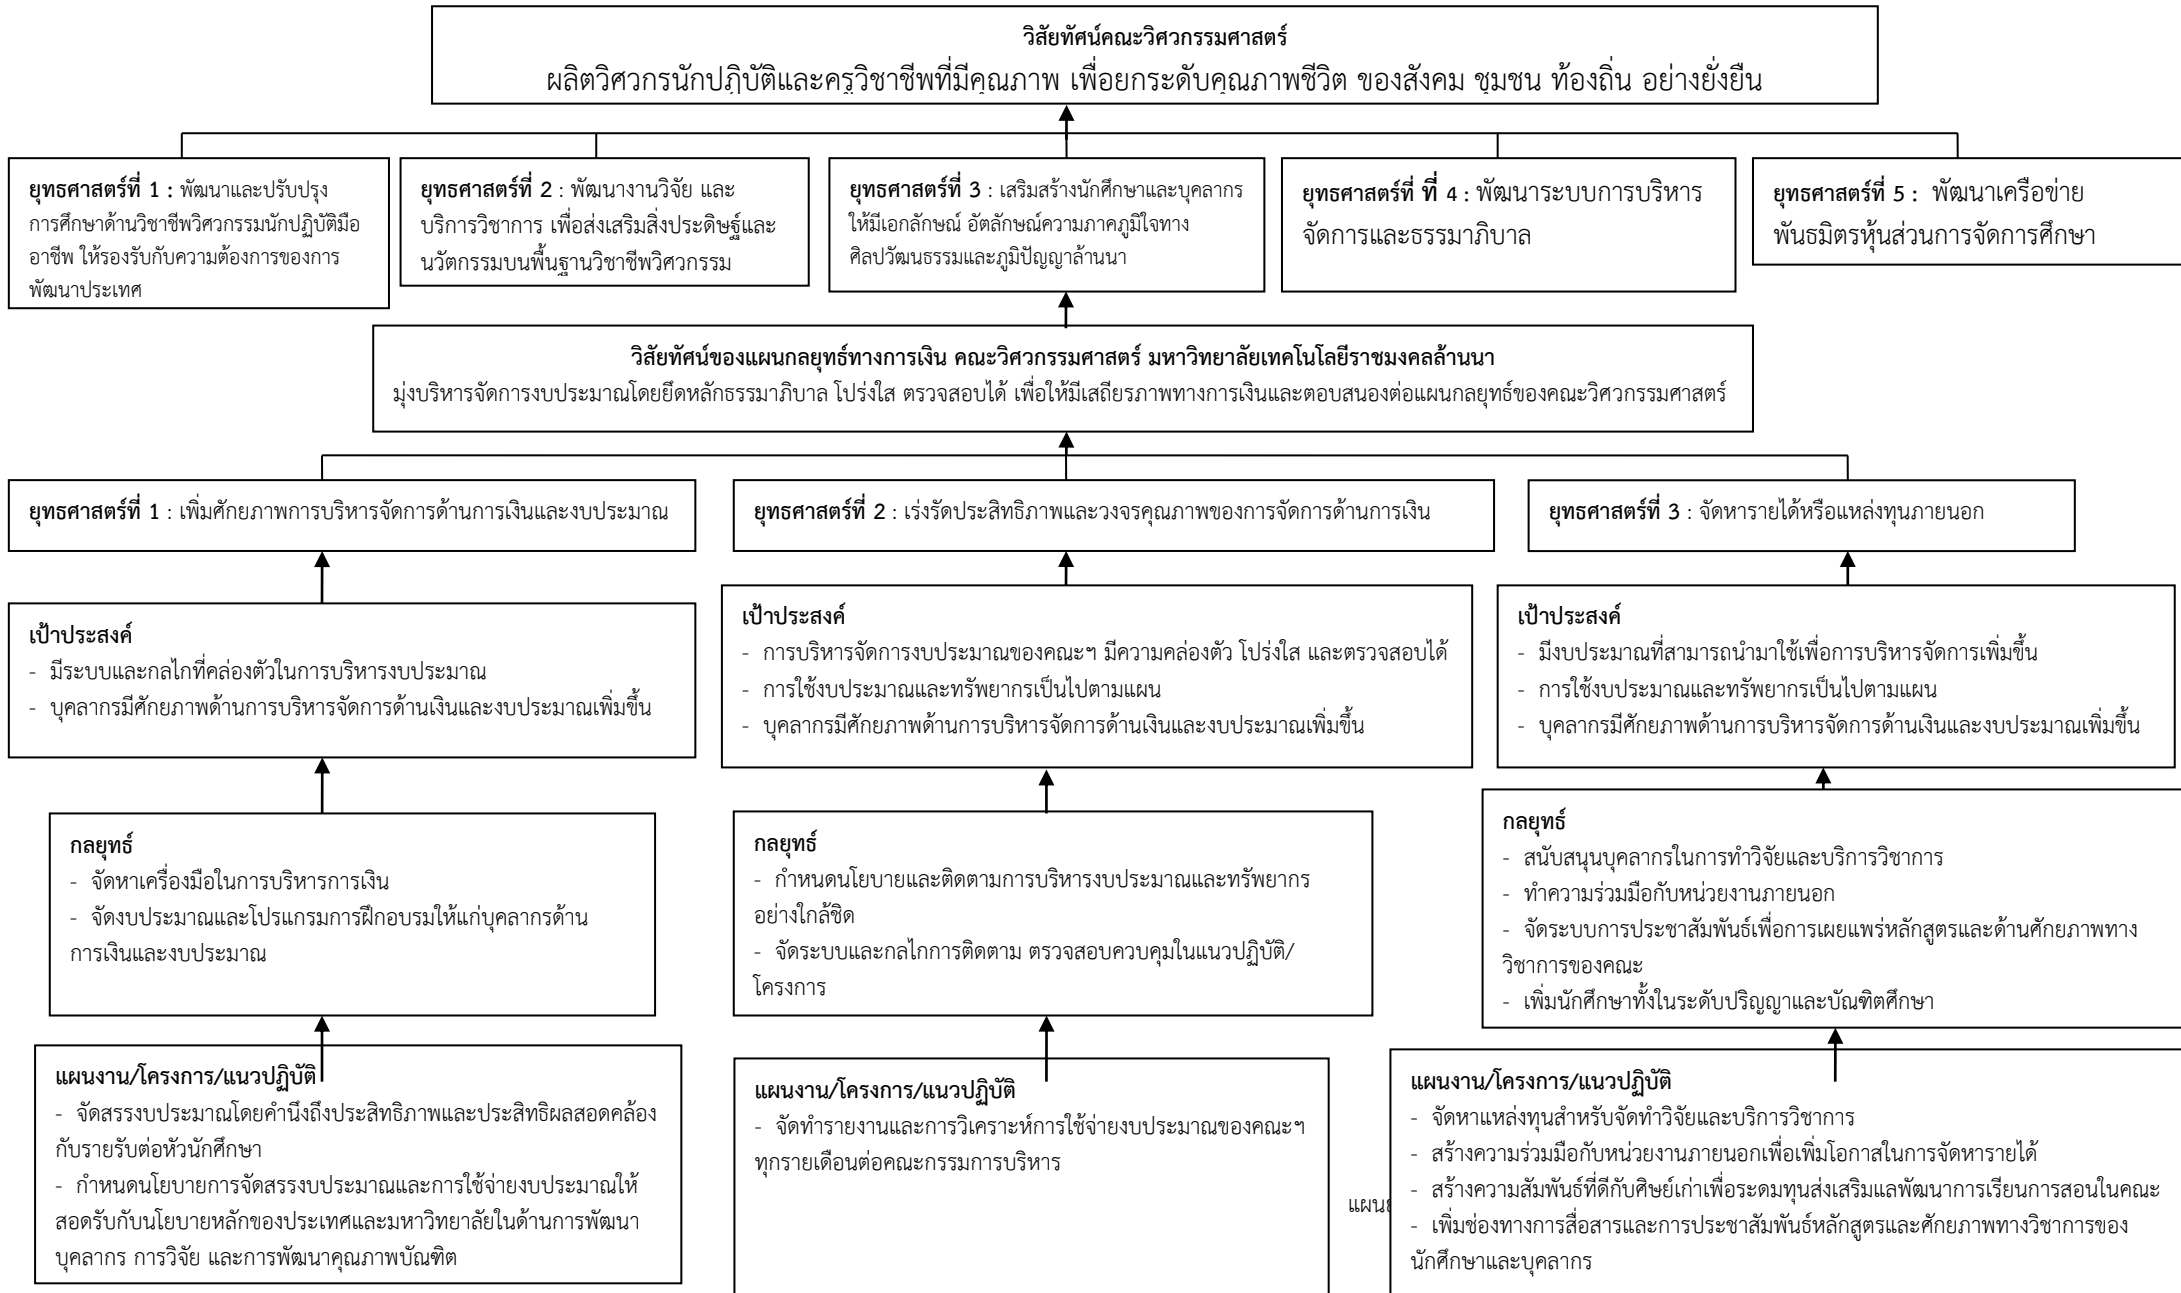 วิสัยทัศน์คณะวิศวกรรมศาสตร์
ผลิตวิศวกรนักปฏิบัติและครูวิชาชีพที่มีคุณภาพ เพื่อยกระดับคุณภาพชีวิต ของสังคม ชุมชน ท้องถิ่น อย่างยั่งยืน
ยุทธศาสตร์ที่ 1 : พัฒนาและปรับปรุง
การศึกษาด้านวิชาชีพวิศวกรรมนักปฏิบัติมือ
อาชีพ ให้รองรับกับความต้องการของการ
พัฒนาประเทศ
ยุทธศาสตร์ที่ 2 : พัฒนางานวิจัย และ
บริการวิชาการ เพื่อส่งเสริมสิ่งประดิษฐ์และ
นวัตกรรมบนพื้นฐานวิชาชีพวิศวกรรม
ยุทธศาสตร์ที่ 3 : เสริมสร้างนักศึกษาและบุคลากร
ให้มีเอกลักษณ์ อัตลักษณ์ความภาคภูมิใจทาง
ศิลปวัฒนธรรมและภูมิปัญญาล้านนา
ยุทธศาสตร์ที่ ที่ 4 : พัฒนาระบบการบริหาร
จัดการและธรรมาภิบาล
ยุทธศาสตร์ที่ 5 : พัฒนาเครือข่าย
พันธมิตรหุ้นส่วนการจัดการศึกษา
วิสัยทัศน์ของแผนกลยุทธ์ทางการเงิน คณะวิศวกรรมศาสตร์ มหาวิทยาลัยเทคโนโลยีราชมงคลล้านนา
มุ่งบริหารจัดการงบประมาณโดยยึดหลักธรรมาภิบาล โปร่งใส ตรวจสอบได้ เพื่อให้มีเสถียรภาพทางการเงินและตอบสนองต่อแผนกลยุทธ์ของคณะวิศวกรรมศาสตร์
ยุทธศาสตร์ที่ 1 : เพิ่มศักยภาพการบริหารจัดการด้านการเงินและงบประมาณ
ยุทธศาสตร์ที่ 2 : เร่งรัดประสิทธิภาพและวงจรคุณภาพของการจัดการด้านการเงิน
ยุทธศาสตร์ที่ 3 : จัดหารายได้หรือแหล่งทุนภายนอก
เป้าประสงค์
- มีระบบและกลไกที่คล่องตัวในการบริหารงบประมาณ
- บุคลากรมีศักยภาพด้านการบริหารจัดการด้านเงินและงบประมาณเพิ่มขึ้น
เป้าประสงค์
- การบริหารจัดการงบประมาณของคณะฯ มีความคล่องตัว โปร่งใส และตรวจสอบได้
- การใช้งบประมาณและทรัพยากรเป็นไปตามแผน
- บุคลากรมีศักยภาพด้านการบริหารจัดการด้านเงินและงบประมาณเพิ่มขึ้น
เป้าประสงค์
- มีงบประมาณที่สามารถนำมาใช้เพื่อการบริหารจัดการเพิ่มขึ้น
- การใช้งบประมาณและทรัพยากรเป็นไปตามแผน
- บุคลากรมีศักยภาพด้านการบริหารจัดการด้านเงินและงบประมาณเพิ่มขึ้น
กลยุทธ์
- จัดหาเครื่องมือในการบริหารการเงิน
- จัดงบประมาณและโปรแกรมการฝึกอบรมให้แก่บุคลากรด้าน
การเงินและงบประมาณ
กลยุทธ์
- กำหนดนโยบายและติดตามการบริหารงบประมาณและทรัพยากร
อย่างใกล้ชิด
- จัดระบบและกลไกการติดตาม ตรวจสอบควบคุมในแนวปฏิบัติ/
โครงการ
กลยุทธ์
- สนับสนุนบุคลากรในการทำวิจัยและบริการวิชาการ
- ทำความร่วมมือกับหน่วยงานภายนอก
- จัดระบบการประชาสัมพันธ์เพื่อการเผยแพร่หลักสูตรและด้านศักยภาพทาง
วิชาการของคณะ
- เพิ่มนักศึกษาทั้งในระดับปริญญาและบัณฑิตศึกษา
แผนงาน/โครงการ/แนวปฏิบัติ
- จัดสรรงบประมาณโดยคำนึงถึงประสิทธิภาพและประสิทธิผลสอดคล้อง
กับรายรับต่อหัวนักศึกษา
- กำหนดนโยบายการจัดสรรงบประมาณและการใช้จ่ายงบประมาณให้
สอดรับกับนโยบายหลักของประเทศและมหาวิทยาลัยในด้านการพัฒนา
บุคลากร การวิจัย และการพัฒนาคุณภาพบัณฑิต
แผนงาน/โครงการ/แนวปฏิบัติ
- จัดทำรายงานและการวิเคราะห์การใช้จ่ายงบประมาณของคณะฯ
ทุกรายเดือนต่อคณะกรรมการบริหาร
แผนงาน/โครงการ/แนวปฏิบัติ
- จัดหาแหล่งทุนสำหรับจัดทำวิจัยและบริการวิชาการ
- สร้างความร่วมมือกับหน่วยงานภายนอกเพื่อเพิ่มโอกาสในการจัดหารายได้
- สร้างความสัมพันธ์ที่ดีกับศิษย์เก่าเพื่อระดมทุนส่งเสริมแลพัฒนาการเรียนการสอนในคณะ
- เพิ่มช่องทางการสื่อสารและการประชาสัมพันธ์หลักสูตรและศักยภาพทางวิชาการของ
นักศึกษาและบุคลากร